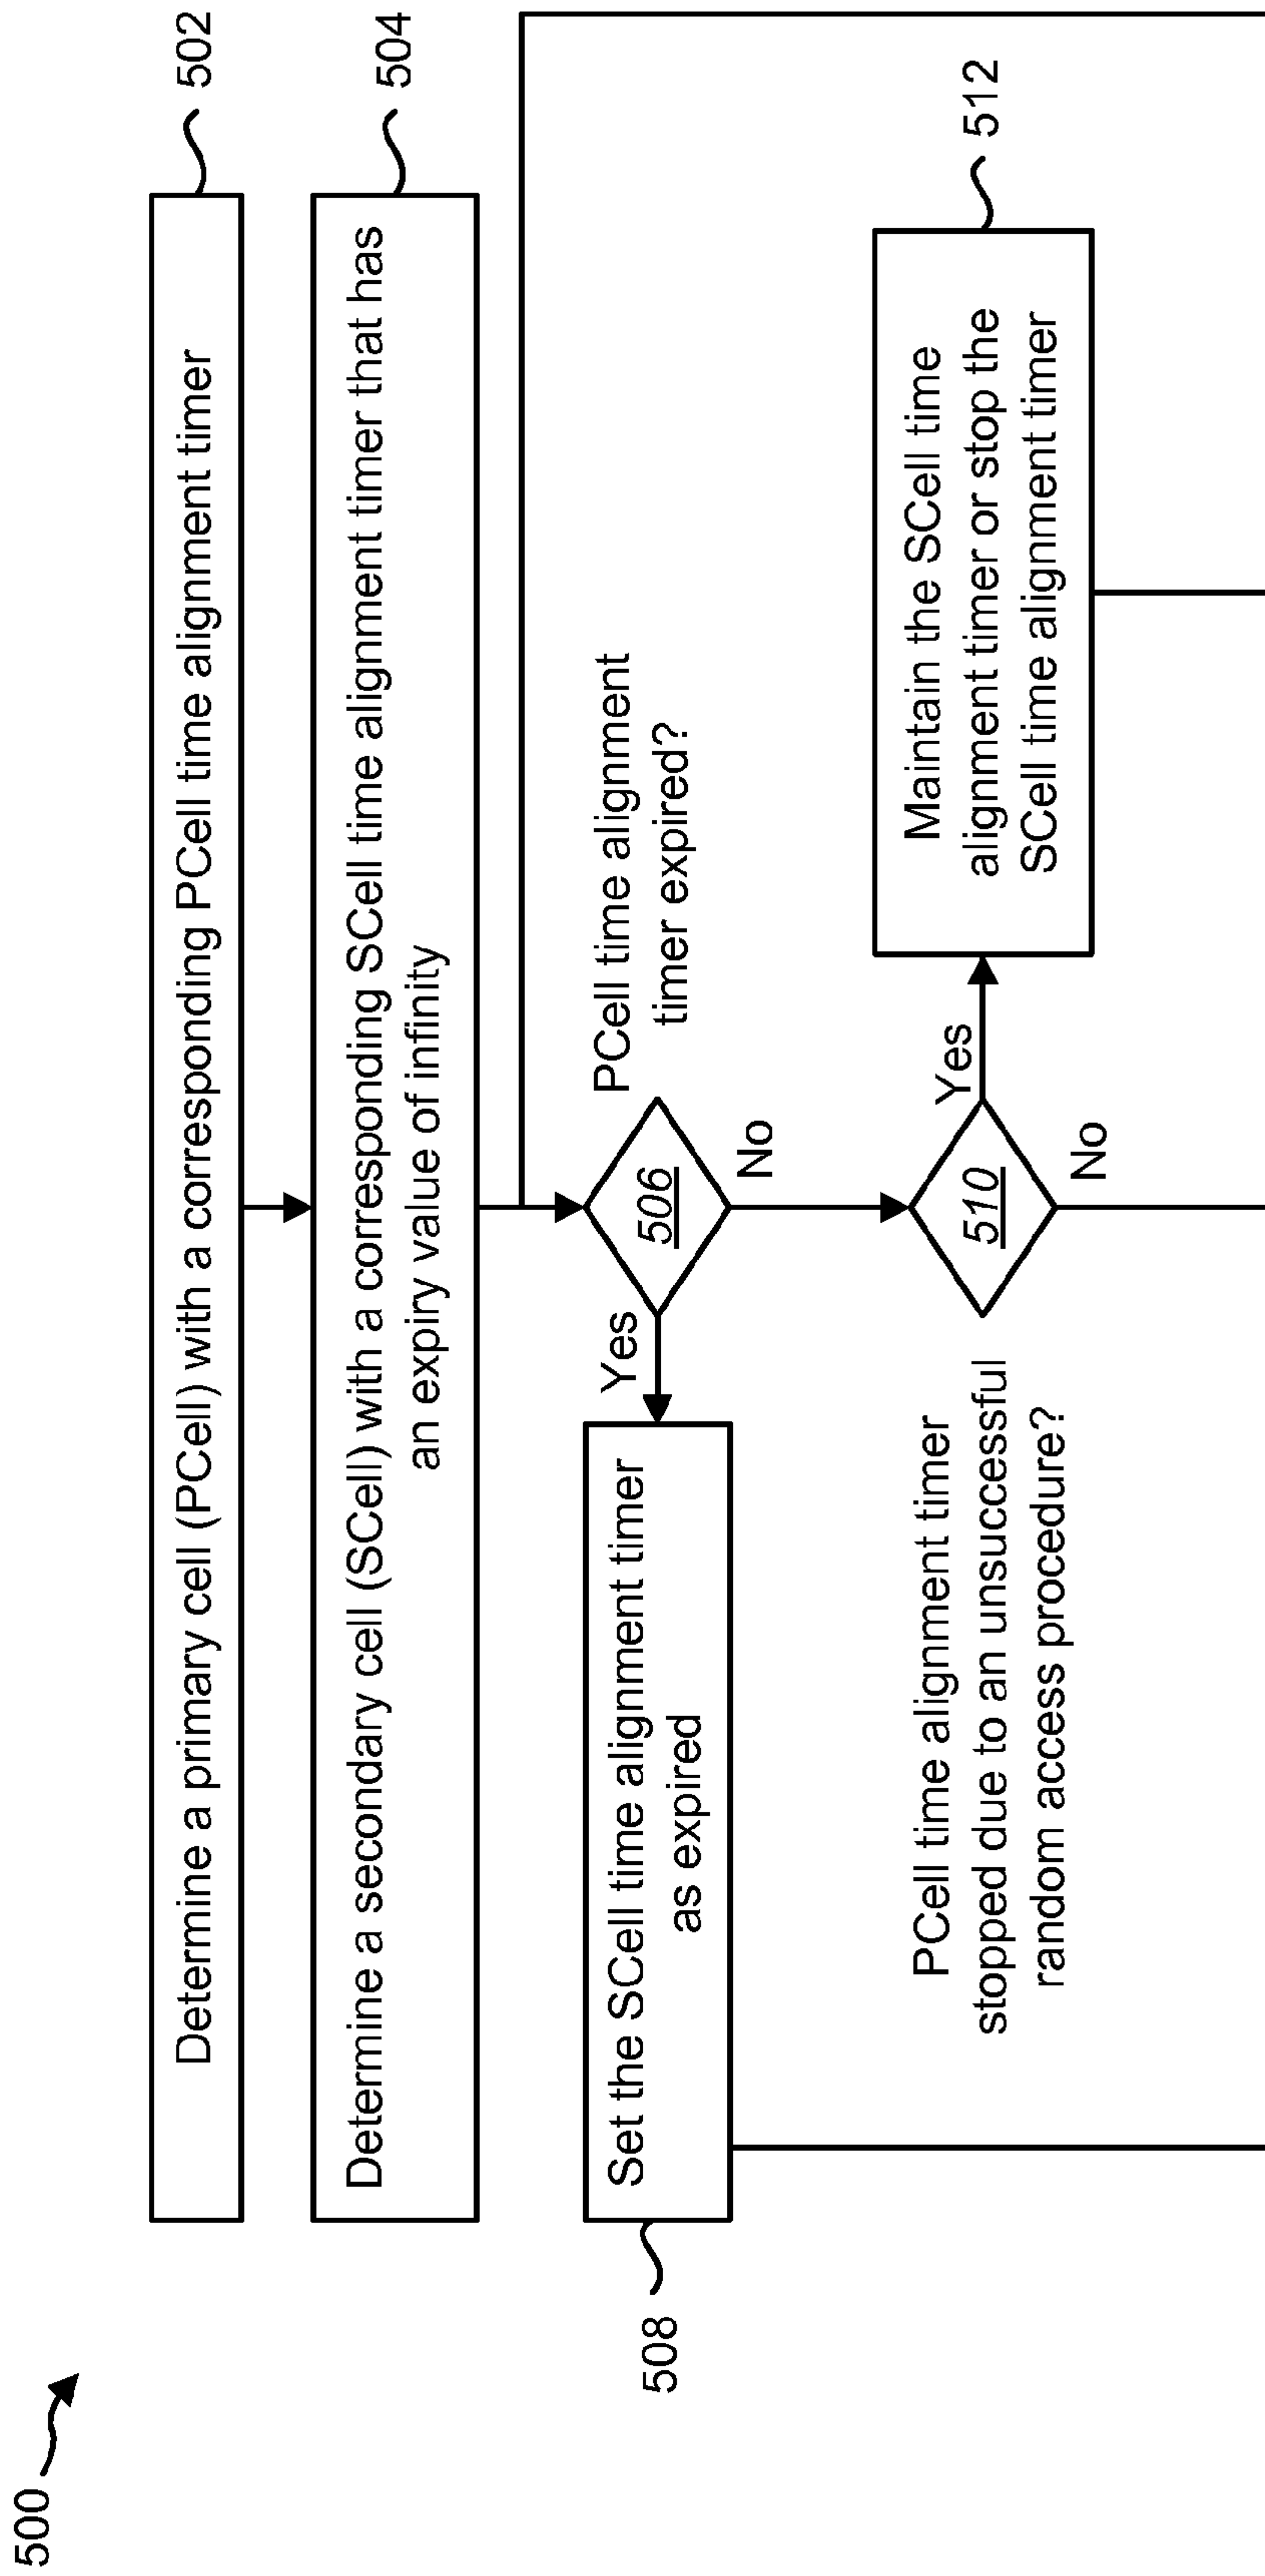 500
Determine a primary cell (PCell) with a corresponding PCell time alignment timer
502
Determine a secondary cell (SCell) with a corresponding SCell time alignment timer that has
an expiry value of infinity
504
PCell time alignment
timer expired?
506
Yes
No
508
Set the SCell time alignment timer
as expired
PCell time alignment timer
stopped due to an unsuccessful
random access procedure?
510
Yes
No
Maintain the SCell time
alignment timer or stop the
SCell time alignment timer
512